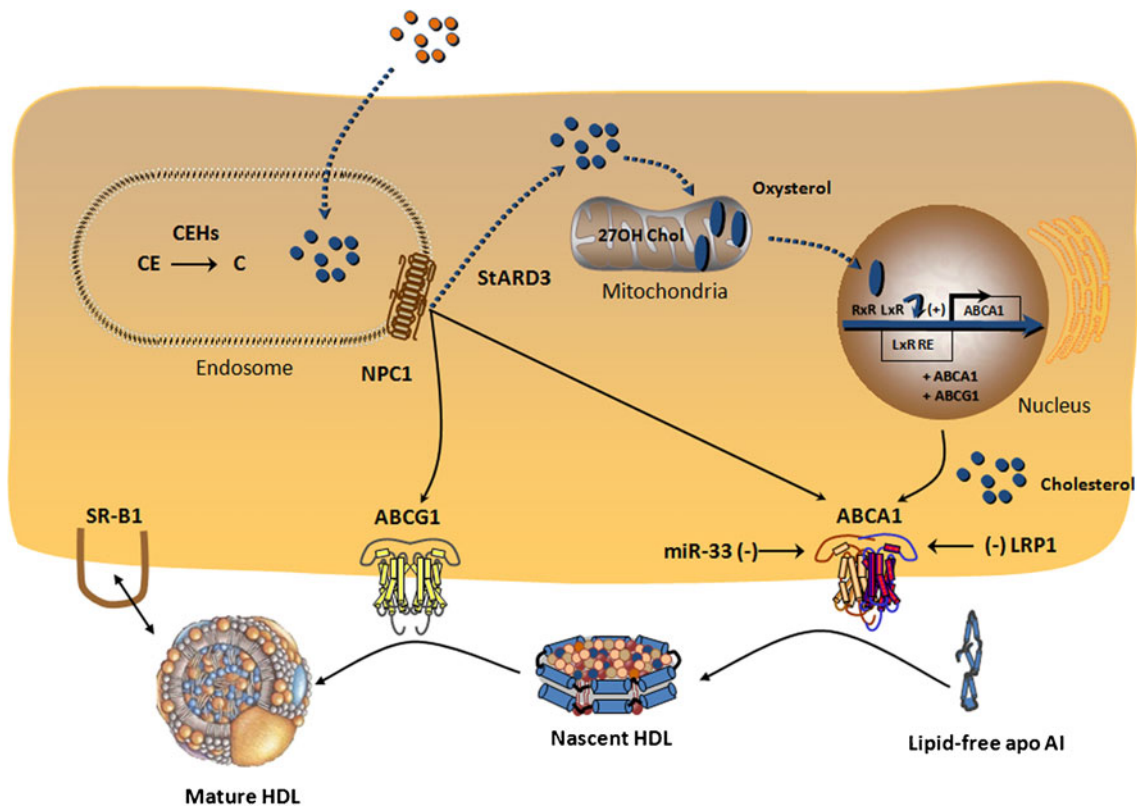 Oxysterol
CEHs
CE → C
27OH Chol
StARD3
Mitochondria
RxR LxR (+) ABCA1
LxR RE
Endosome
NPC1
+ ABCA1
+ ABCG1
Nucleus
Cholesterol
SR-B1
ABCG1
ABCA1
miR-33 (-)
(-) LRP1
Nascent HDL
Lipid-free apo AI
Mature HDL